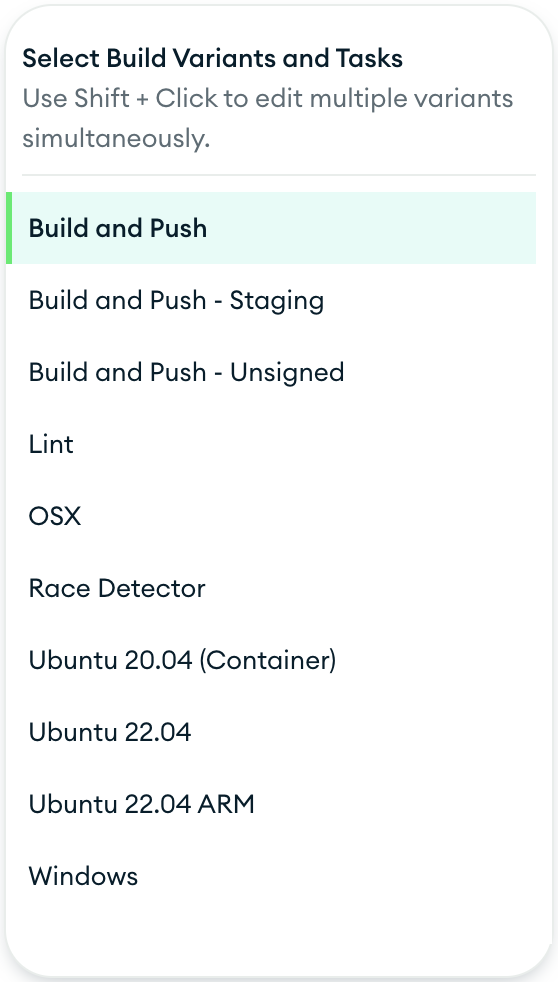 Select Build Variants and Tasks
Use Shift + Click to edit multiple variants
simultaneously.
Build and Push
Build and Push - Staging
Build and Push - Unsigned
Lint
OSX
Race Detector
Ubuntu 20.04 (Container)
Ubuntu 22.04
Ubuntu 22.04 ARM
Windows